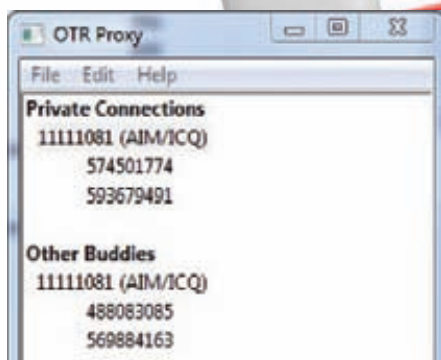 OTR Proxy
File Edit Help
Private Connections
11111081 (AIM/ICQ)
574501774
593679491
Other Buddies
11111081 (AIM/ICQ)
488083085
569884163